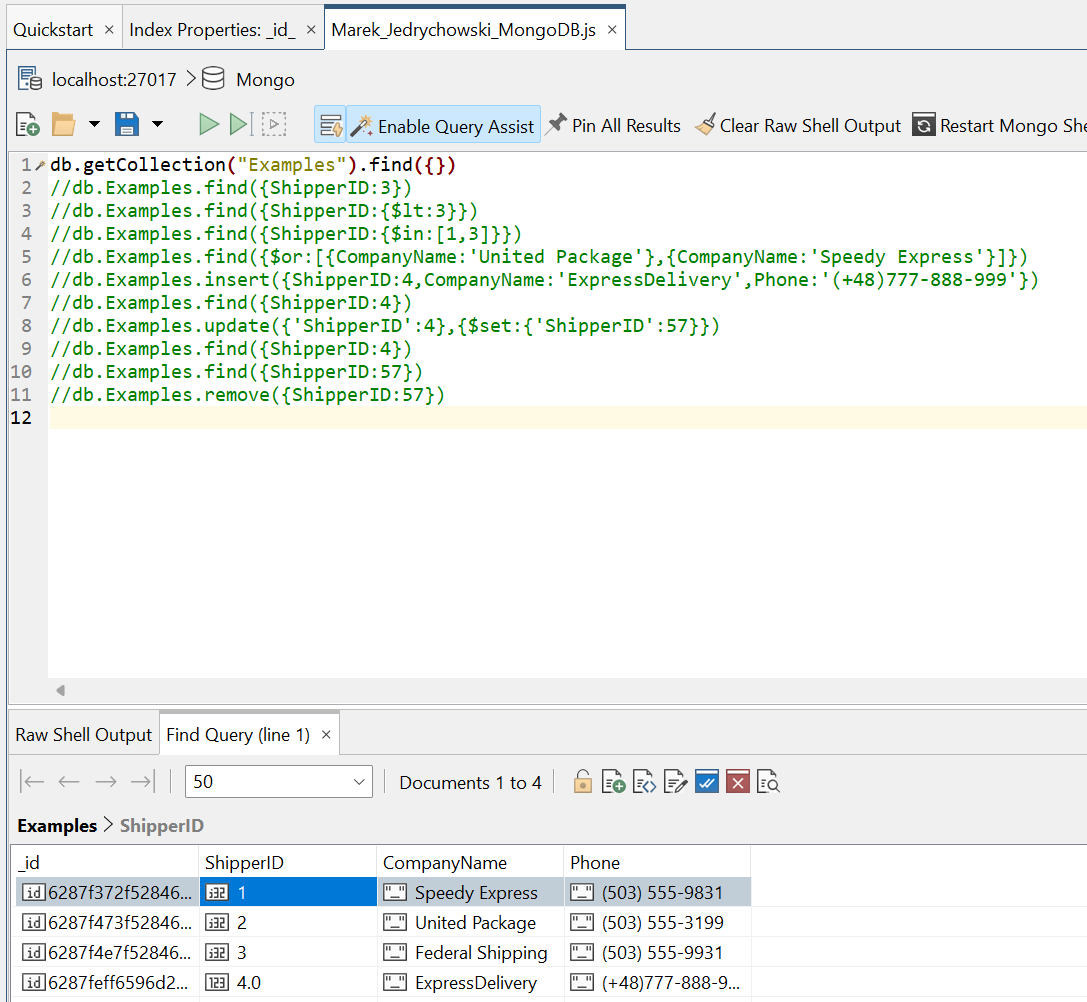 Quickstart × Index Properties: _id_ × Marek_Jedrychowski_MongoDB.js ×
localhost:27017 > Mongo
Enable Query Assist Pin All Results Clear Raw Shell Output Restart Mongo She
1 db.getCollection("Examples").find({})
2 //db.Examples.find({ShipperID:3})
3 //db.Examples.find({ShipperID:{$lt:3}})
4 //db.Examples.find({ShipperID:{$in:[1,3]}})
5 //db.Examples.find({$or:[{CompanyName:'United Package'},{CompanyName:'Speedy Express'}]})
6 //db.Examples.insert({ShipperID:4,CompanyName:'ExpressDelivery',Phone:'(+48)777-888-999'})
7 //db.Examples.find({ShipperID:4})
8 //db.Examples.update({'ShipperID':4},{$set:{'ShipperID':57}})
9 //db.Examples.find({ShipperID:4})
10 //db.Examples.find({ShipperID:57})
11 //db.Examples.remove({ShipperID:57})
12
Raw Shell Output Find Query (line 1) ×
50 Documents 1 to 4
Examples > ShipperID
_id ShipperID CompanyName Phone
id 6287f372f52846... i32 1 "_" Speedy Express "_" (503) 555-9831
id 6287f473f52846... i32 2 "_" United Package "_" (503) 555-3199
id 6287f4e7f52846... i32 3 "_" Federal Shipping "_" (503) 555-9931
id 6287feff6596d2... 123 4.0 "_" ExpressDelivery "_" (+48)777-888-9...